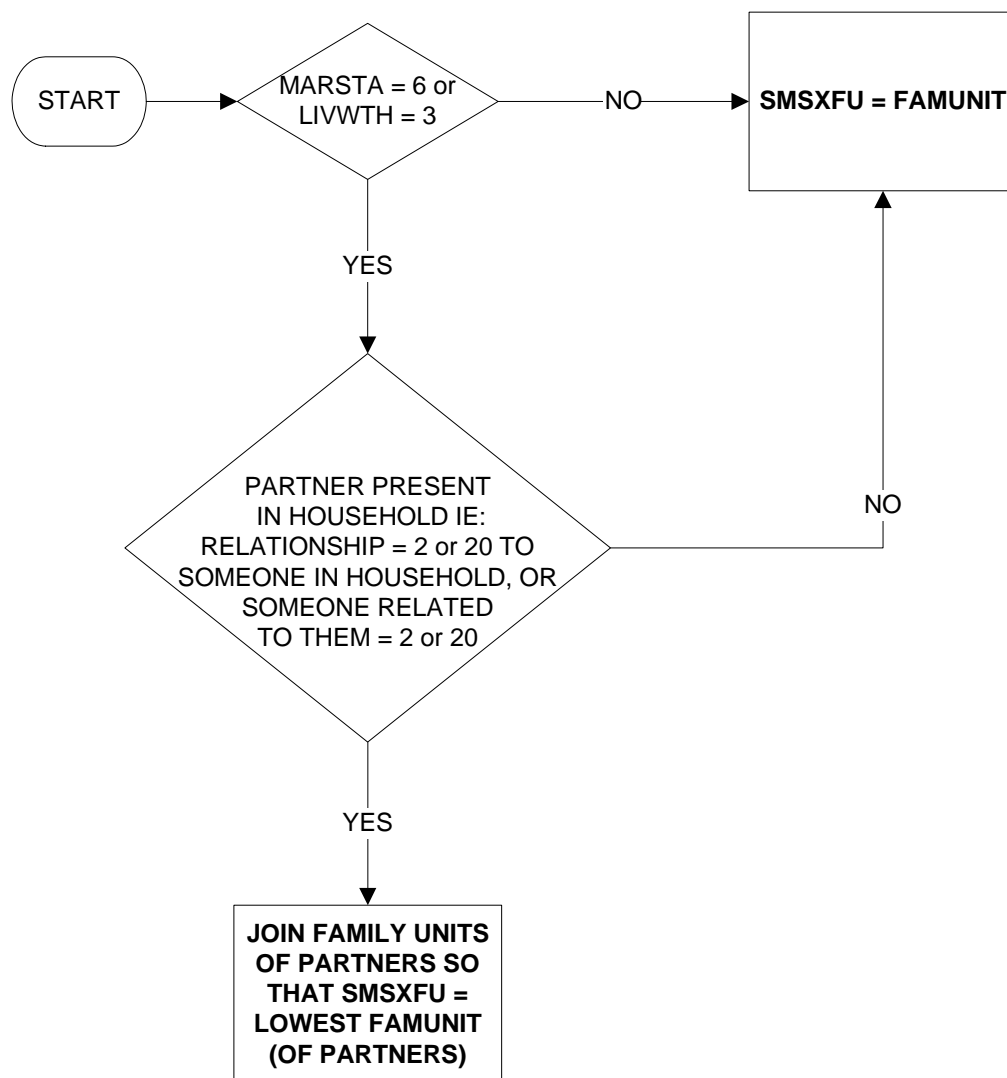 START
MARSTA = 6 or
LIVWTH = 3
NO
SMSXFU = FAMUNIT
YES
PARTNER PRESENT
IN HOUSEHOLD IE:
RELATIONSHIP = 2 or 20 TO
SOMEONE IN HOUSEHOLD, OR
SOMEONE RELATED
TO THEM = 2 or 20
NO
YES
JOIN FAMILY UNITS
OF PARTNERS SO
THAT SMSXFU =
LOWEST FAMUNIT
(OF PARTNERS)